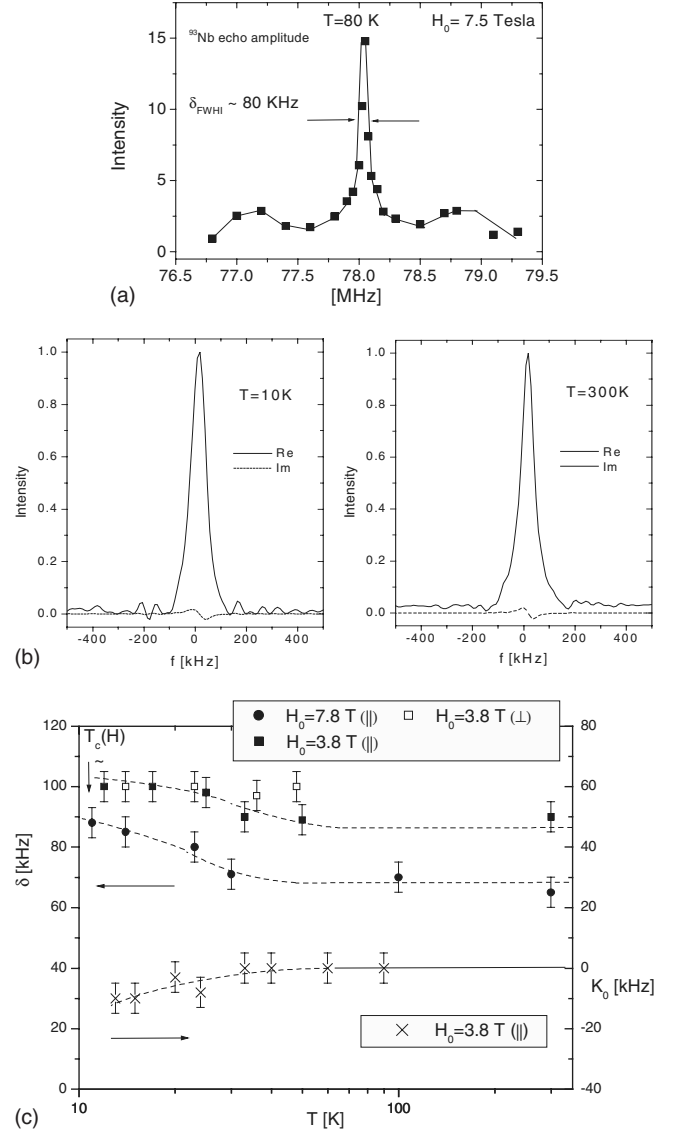 ⁹³Nb echo amplitude
T=80 K
H₀= 7.5 Tesla
δFWHI ~ 80 KHz
Intensity
15
10
5
0
76.5 77.0 77.5 78.0 78.5 79.0 79.5
[MHz]
(a)
T=10K
Re
Im
Intensity
1.0
0.8
0.6
0.4
0.2
0.0
-400 -200 0 200 400
f [kHz]
T=300K
Re
Im
Intensity
1.0
0.8
0.6
0.4
0.2
0.0
-400 -200 0 200 400
f [kHz]
(b)
H₀=7.8 T (||) H₀=3.8 T (⊥)
H₀=3.8 T (||)
T_c(H)
~
δ [kHz]
120
100
80
60
40
20
0
80
60
40
20
0
-20
-40
K₀ [kHz]
H₀=3.8 T (||)
10 100
T [K]
(c)